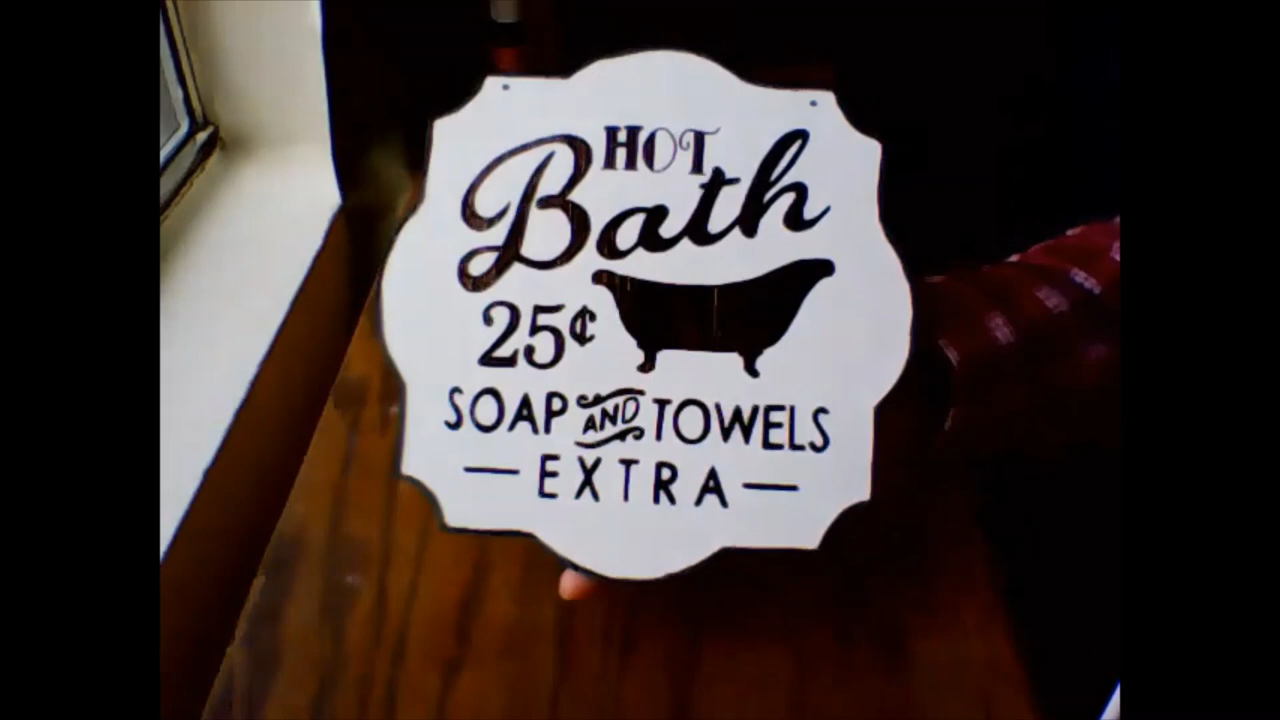 HOT
Bath
25¢
SOAP AND TOWELS
— EXTRA —